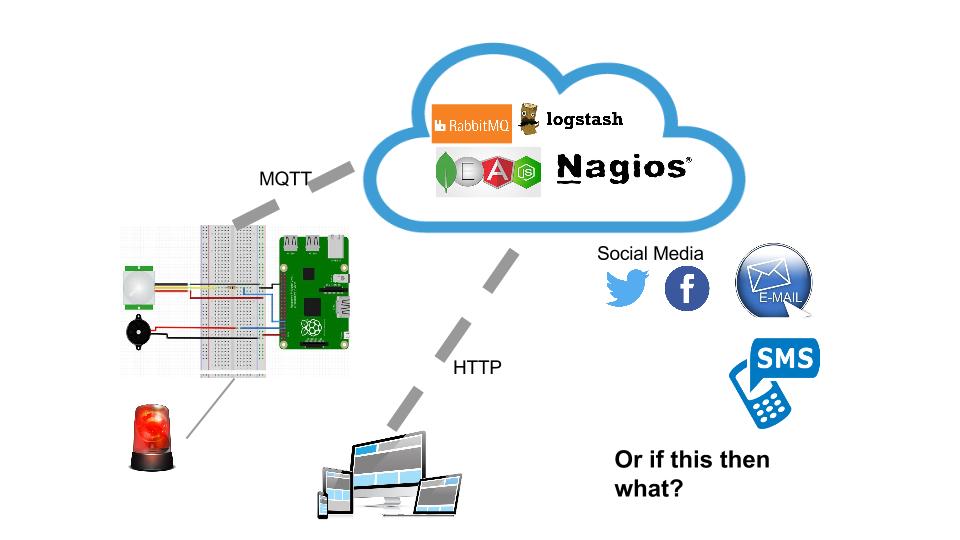 RabbitMQ
logstash
E A JS
Nagios®
MQTT
Social Media
E-MAIL
HTTP
SMS
Or if this then
what?